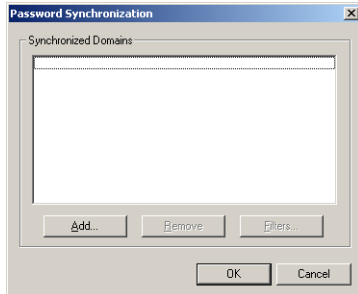 Password Synchronization
Synchronized Domains
Add...
Remove
Filters...
OK
Cancel